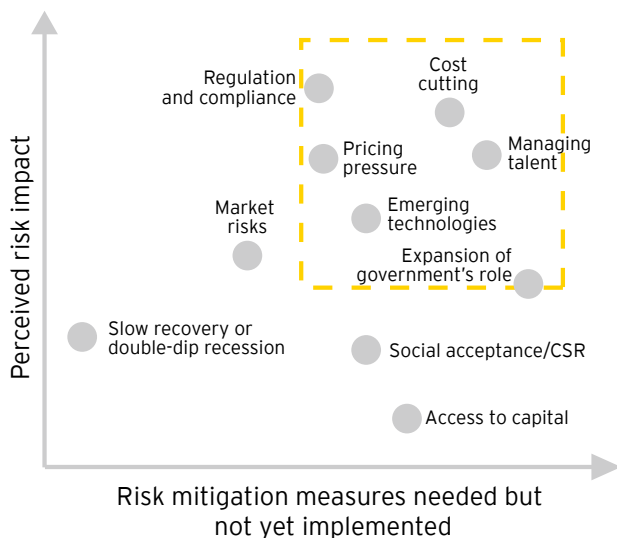 Perceived risk impact
Regulation
and compliance
Cost
cutting
Pricing
pressure
Managing
talent
Market
risks
Emerging
technologies
Expansion of
government's role
Slow recovery or
double-dip recession
Social acceptance/CSR
Access to capital
Risk mitigation measures needed but
not yet implemented